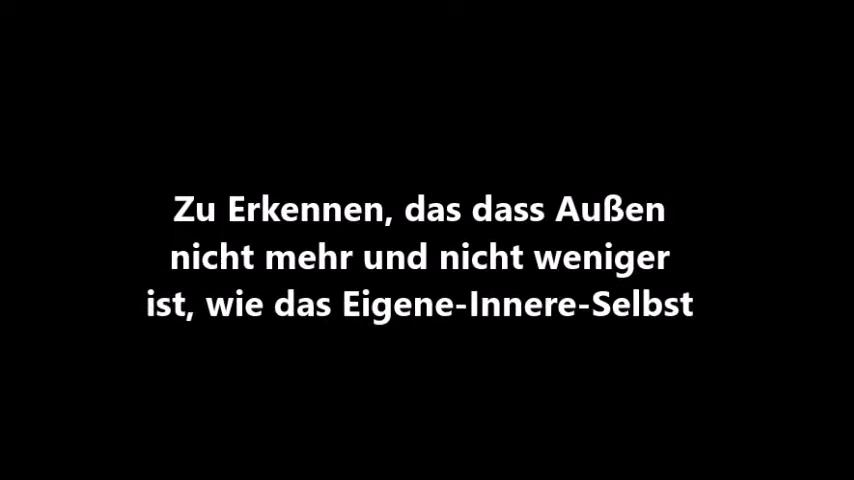 Zu Erkennen, das dass Außen
nicht mehr und nicht weniger
ist, wie das Eigene-Innere-Selbst